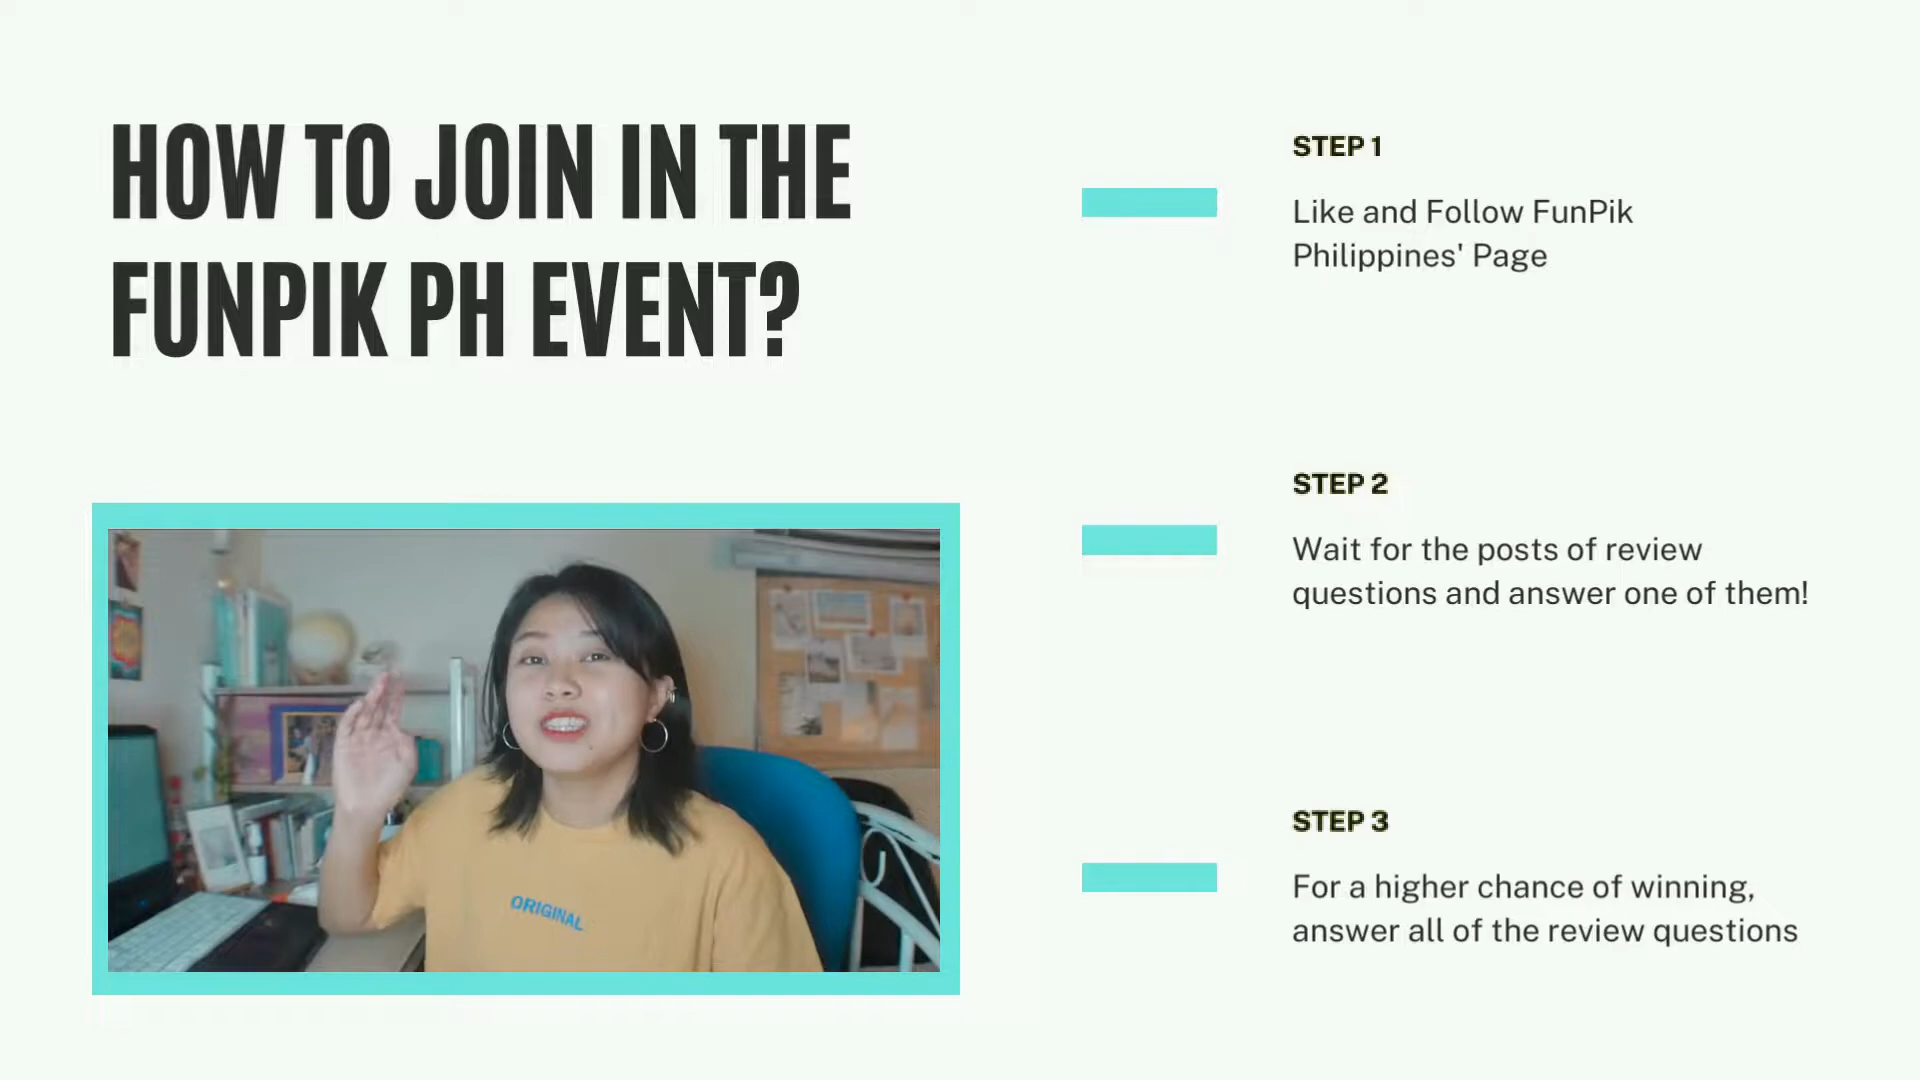 HOW TO JOIN IN THE
FUNPIK PH EVENT?
STEP 1
Like and Follow FunPik
Philippines' Page
STEP 2
Wait for the posts of review
questions and answer one of them!
STEP 3
For a higher chance of winning,
answer all of the review questions
ORIGINAL